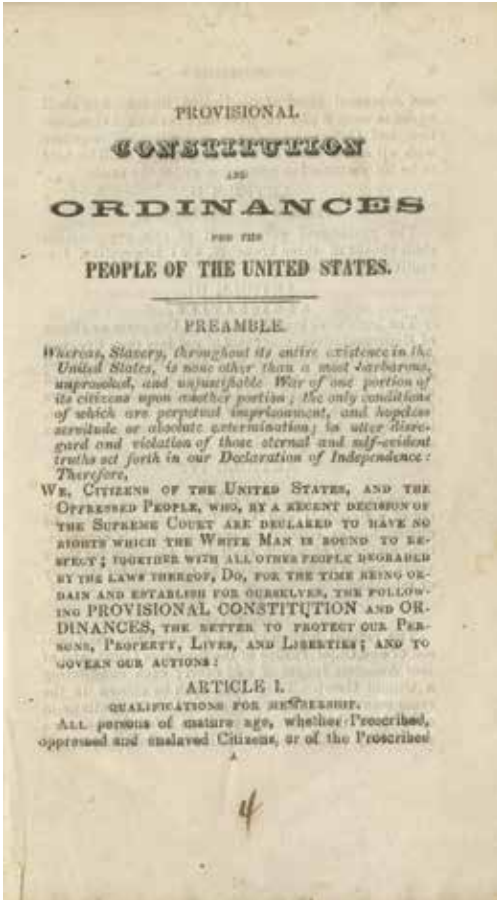 PROVISIONAL
CONSTITUTION
AND
ORDINANCES
FOR THE
PEOPLE OF THE UNITED STATES.
PREAMBLE.
Whereas, Slavery, throughout its entire existence in the
United States, is none other than a most barbarous,
unprovoked, and unjustifiable War of one portion of
its citizens upon another portion; the only conditions
of which are perpetual imprisonment, and hopeless
servitude or absolute extermination; in utter disre-
gard and violation of those eternal and self-evident
truths set forth in our Declaration of Independence:
Therefore,
WE, CITIZENS OF THE UNITED STATES, AND THE
OPPRESSED PEOPLE, WHO, BY A RECENT DECISION OF
THE SUPREME COURT ARE DECLARED TO HAVE NO
RIGHTS WHICH THE WHITE MAN IS BOUND TO RE-
SPECT; TOGETHER WITH ALL OTHER PEOPLE DEGRADED
BY THE LAWS THEREOF, DO, FOR THE TIME BEING OR-
DAIN AND ESTABLISH FOR OURSELVES, THE FOLLOW-
ING PROVISIONAL CONSTITUTION AND OR-
DINANCES, THE BETTER TO PROTECT OUR PER-
SONS, PROPERTY, LIVES, AND LIBERTIES; AND TO
GOVERN OUR ACTIONS:
ARTICLE I.
QUALIFICATIONS FOR MEMBERSHIP.
ALL persons of mature age, whether Proscribed,
oppressed and enslaved Citizens, or of the Proscribed
A
4